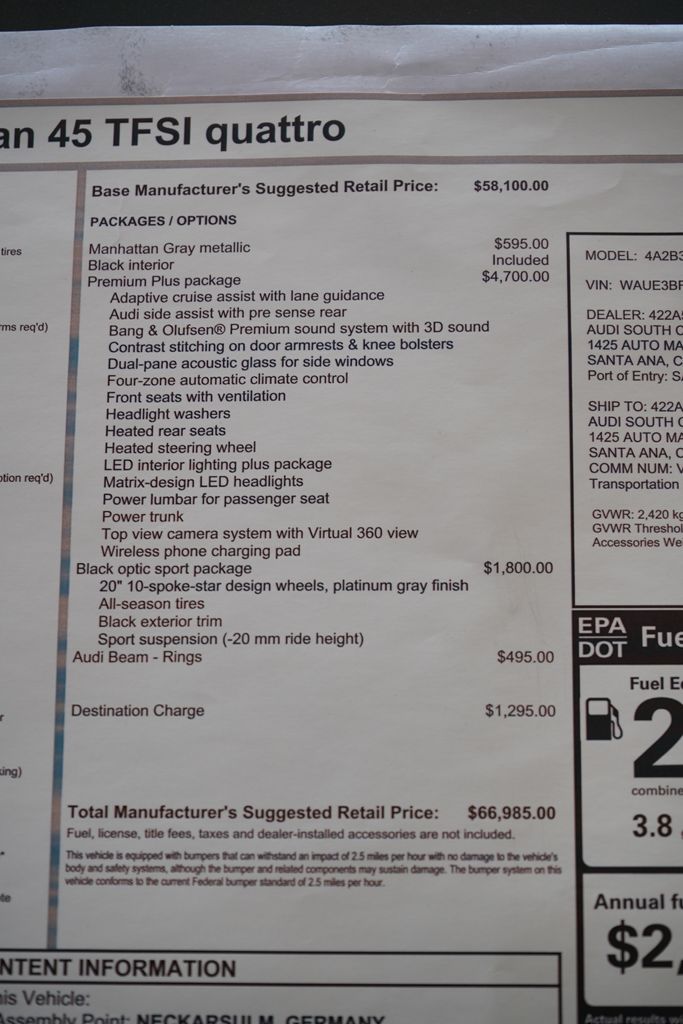 an 45 TFSI quattro
Base Manufacturer's Suggested Retail Price: $58,100.00
PACKAGES / OPTIONS
Manhattan Gray metallic $595.00
Black interior Included
Premium Plus package $4,700.00
Adaptive cruise assist with lane guidance
Audi side assist with pre sense rear
Bang & Olufsen® Premium sound system with 3D sound
Contrast stitching on door armrests & knee bolsters
Dual-pane acoustic glass for side windows
Four-zone automatic climate control
Front seats with ventilation
Headlight washers
Heated rear seats
Heated steering wheel
LED interior lighting plus package
Matrix-design LED headlights
Power lumbar for passenger seat
Power trunk
Top view camera system with Virtual 360 view
Wireless phone charging pad
Black optic sport package $1,800.00
20" 10-spoke-star design wheels, platinum gray finish
All-season tires
Black exterior trim
Sport suspension (-20 mm ride height)
Audi Beam - Rings $495.00
Destination Charge $1,295.00
Total Manufacturer's Suggested Retail Price: $66,985.00
Fuel, license, title fees, taxes and dealer-installed accessories are not included.
This vehicle is equipped with bumpers that can withstand an impact of 2.5 miles per hour with no damage to the vehicle's
body and safety systems, although the bumper and related components may sustain damage. The bumper system on this
vehicle conforms to the current Federal bumper standard of 2.5 miles per hour.
tires
rms req'd)
ption req'd)
r
king)
NTENT INFORMATION
his Vehicle:
Assembly Point: NECKARSULM, GERMANY
MODEL: 4A2B3
VIN: WAUE3BF
DEALER: 422A
AUDI SOUTH C
1425 AUTO MA
SANTA ANA, C
Port of Entry: S
SHIP TO: 422A
AUDI SOUTH C
1425 AUTO MA
SANTA ANA, C
COMM NUM: V
Transportation
GVWR: 2,420 kg
GVWR Threshol
Accessories We
EPA
DOT
Fue
Fuel E
2
combine
3.8
Annual fu
$2,
Actual results wi